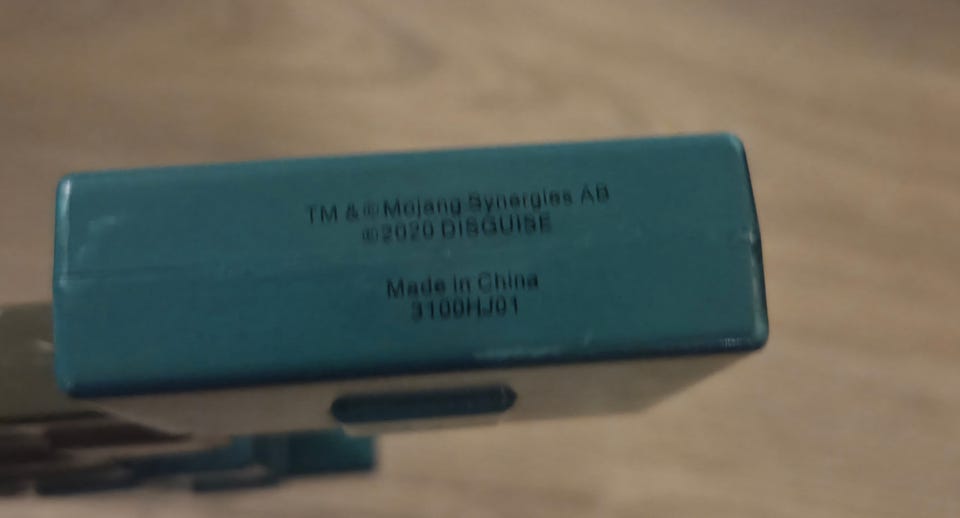 TM & © Mojang Synergies AB
©2020 DISGUISE
Made in China
3100HJ01